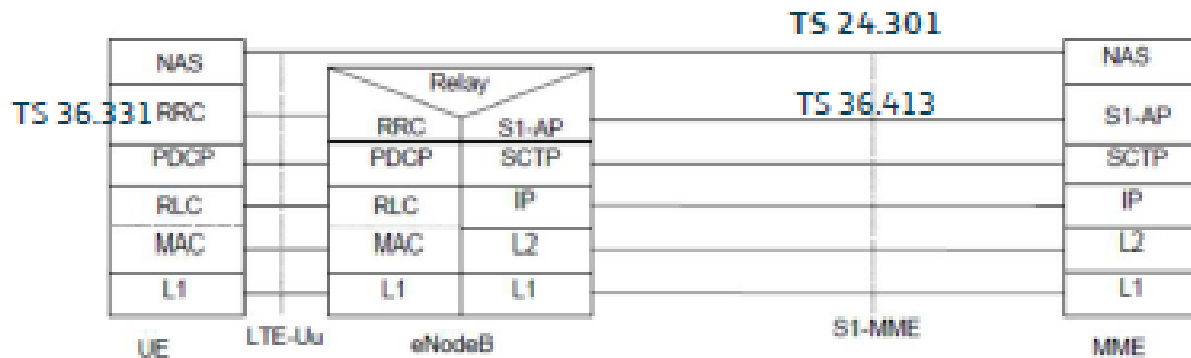 TS 24.301
NAS NAS
Relay
TS 36.331 RRC TS 36.413 S1-AP
RRC S1-AP
PDCP PDCP SCTP SCTP
RLC RLC IP IP
MAC MAC L2 L2
L1 L1 L1 L1
LTE-Uu S1-MME
UE eNodeB MME